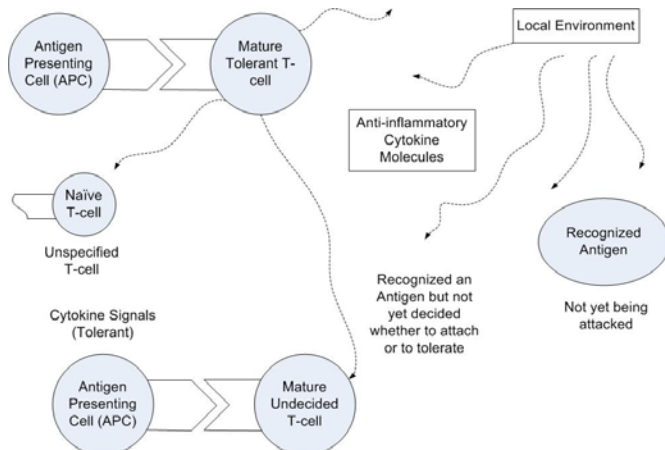 Antigen
Presenting
Cell (APC)
Mature
Tolerant T-
cell
Local Environment
Anti-inflammatory
Cytokine
Molecules
Naïve
T-cell
Unspecified
T-cell
Recognized
Antigen
Not yet being
attacked
Recognized an
Antigen but not
yet decided
whether to attach
or to tolerate
Cytokine Signals
(Tolerant)
Antigen
Presenting
Cell (APC)
Mature
Undecided
T-cell